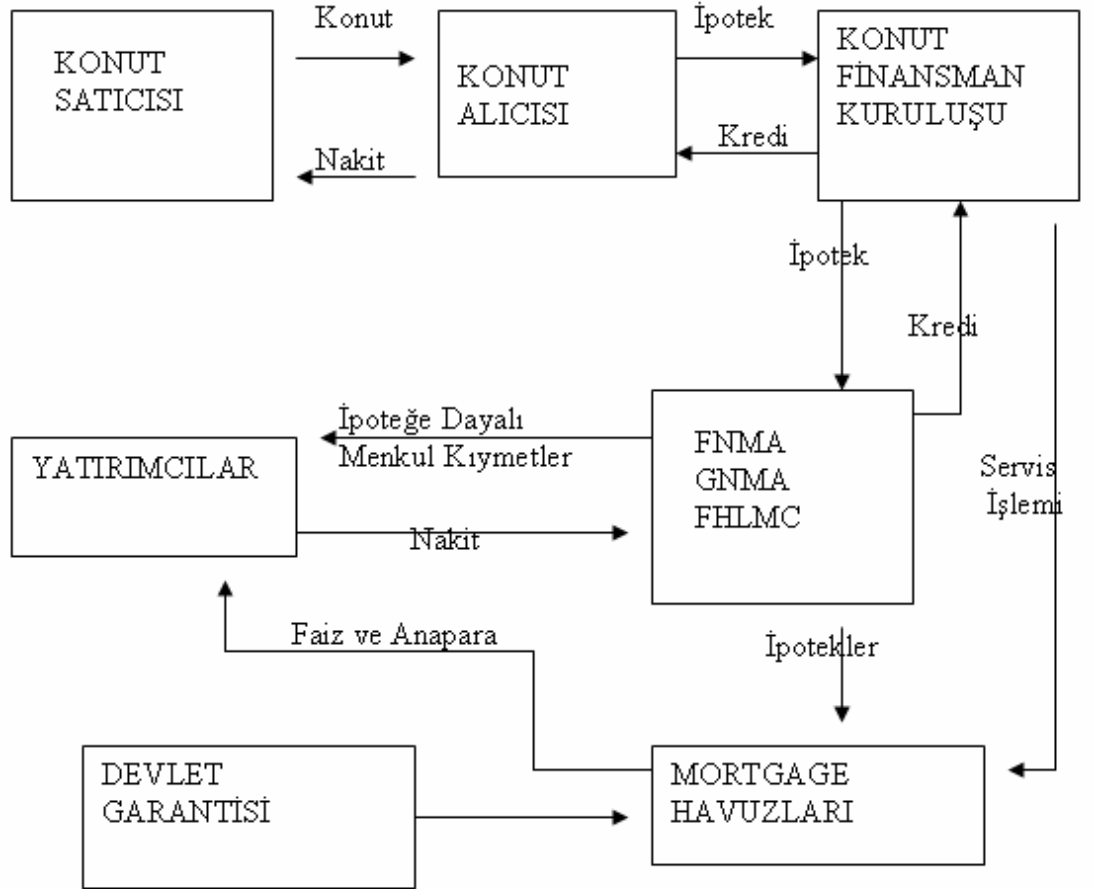 Konut
İpotek
KONUT
SATICISI
KONUT
ALICISI
KONUT
FİNANSMAN
KURULUŞU
Nakit
Kredi
İpotek
Kredi
İpoteğe Dayalı
Menkul Kıymetler
YATIRIMCILAR
FNMA
GNMA
FHLMC
Servis
İşlemi
Nakit
Faiz ve Anapara
İpotekler
DEVLET
GARANTİSİ
MORTGAGE
HAVUZLARI